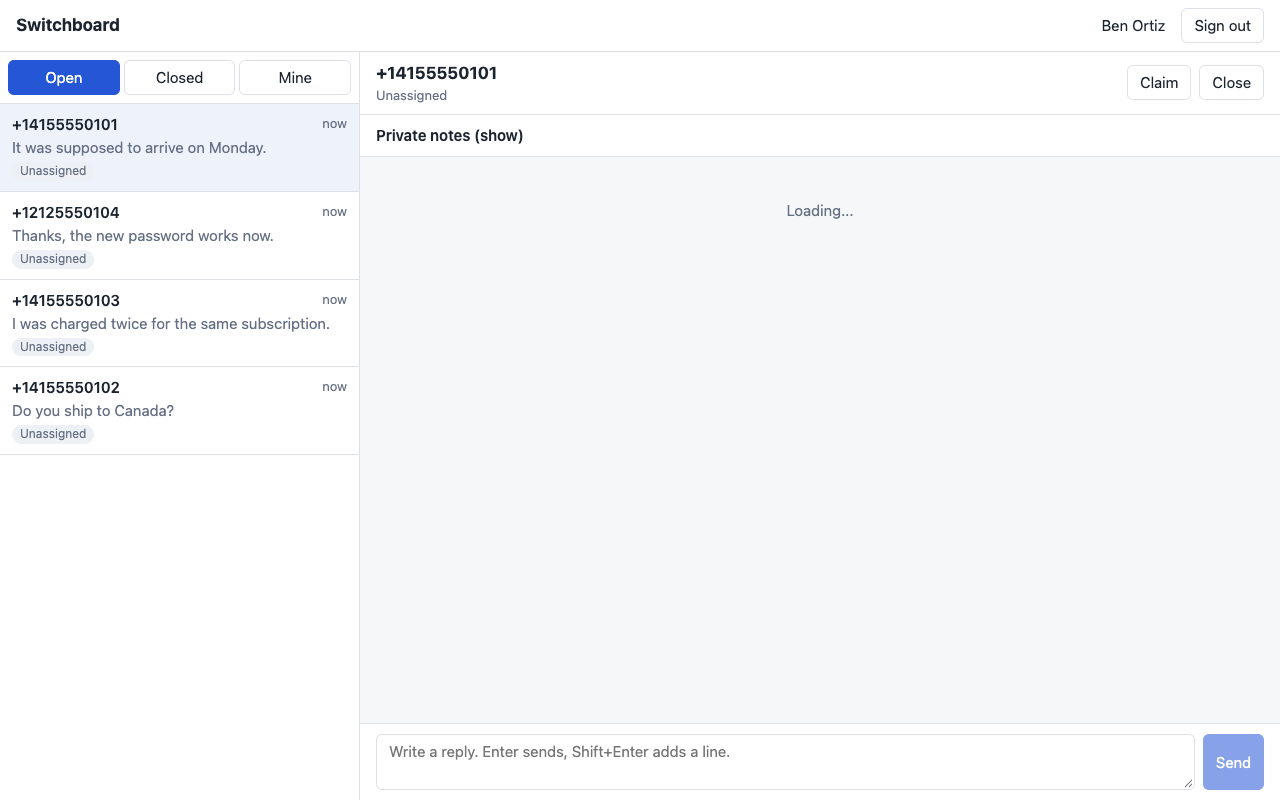 Switchboard
Ben Ortiz
Sign out
Open
Closed
Mine
+14155550101
now
It was supposed to arrive on Monday.
Unassigned
+12125550104
now
Thanks, the new password works now.
Unassigned
+14155550103
now
I was charged twice for the same subscription.
Unassigned
+14155550102
now
Do you ship to Canada?
Unassigned
+14155550101
Unassigned
Claim
Close
Private notes (show)
Loading...
Write a reply. Enter sends, Shift+Enter adds a line.
Send